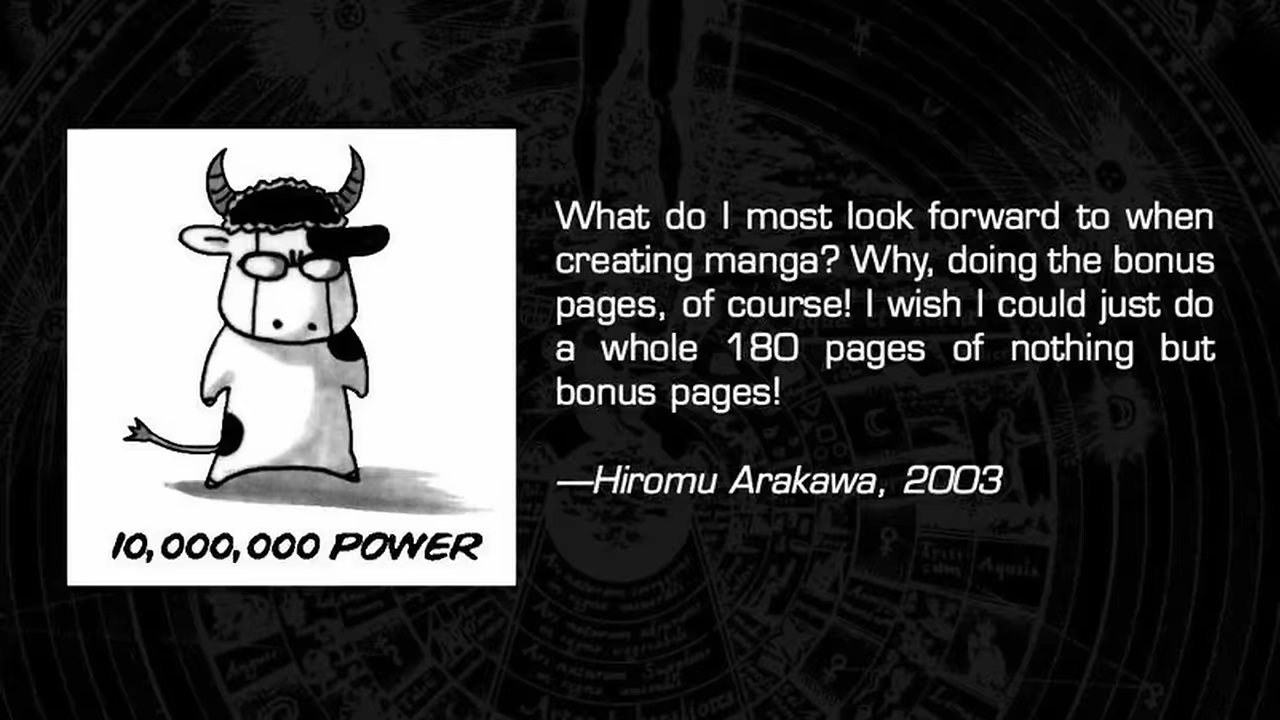 What do I most look forward to when
creating manga? Why, doing the bonus
pages, of course! I wish I could just do
a whole 180 pages of nothing but
bonus pages!
—Hiromu Arakawa, 2003
10,000,000 POWER